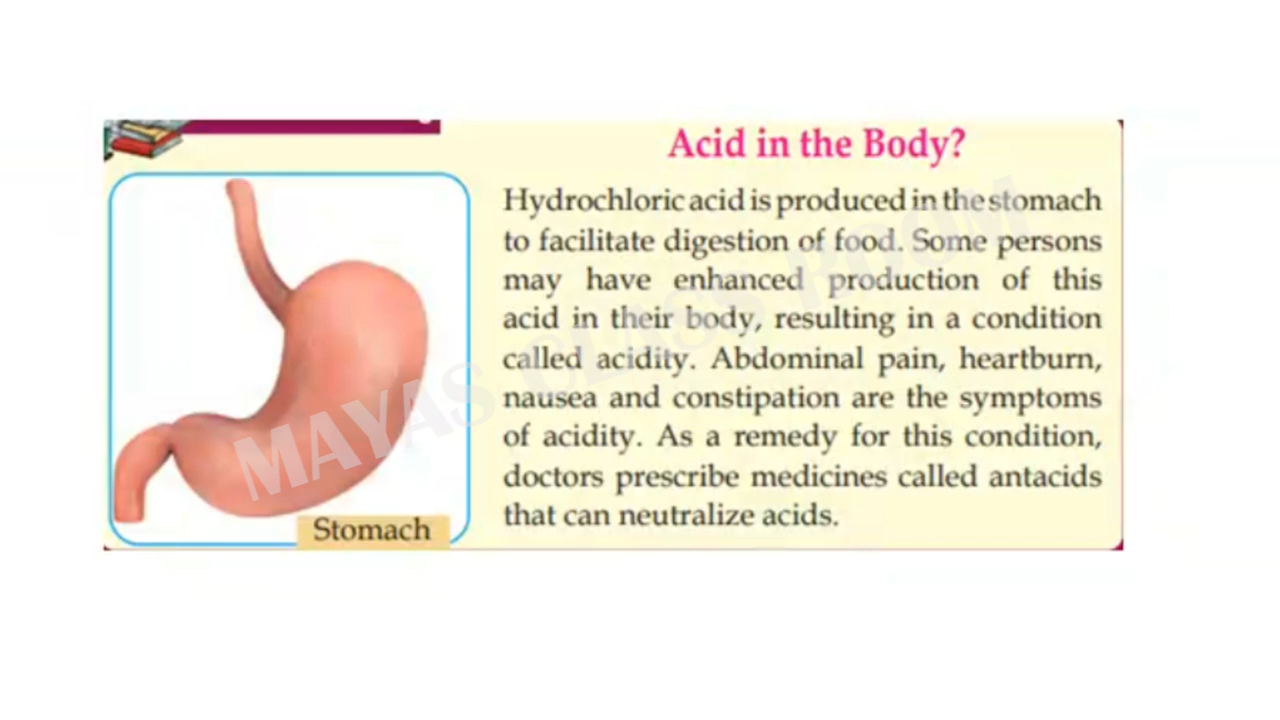 Acid in the Body?
Hydrochloric acid is produced in the stomach
to facilitate digestion of food. Some persons
may have enhanced production of this
acid in their body, resulting in a condition
called acidity. Abdominal pain, heartburn,
nausea and constipation are the symptoms
of acidity. As a remedy for this condition,
doctors prescribe medicines called antacids
that can neutralize acids.
Stomach
MAYAS CLASS ROOM